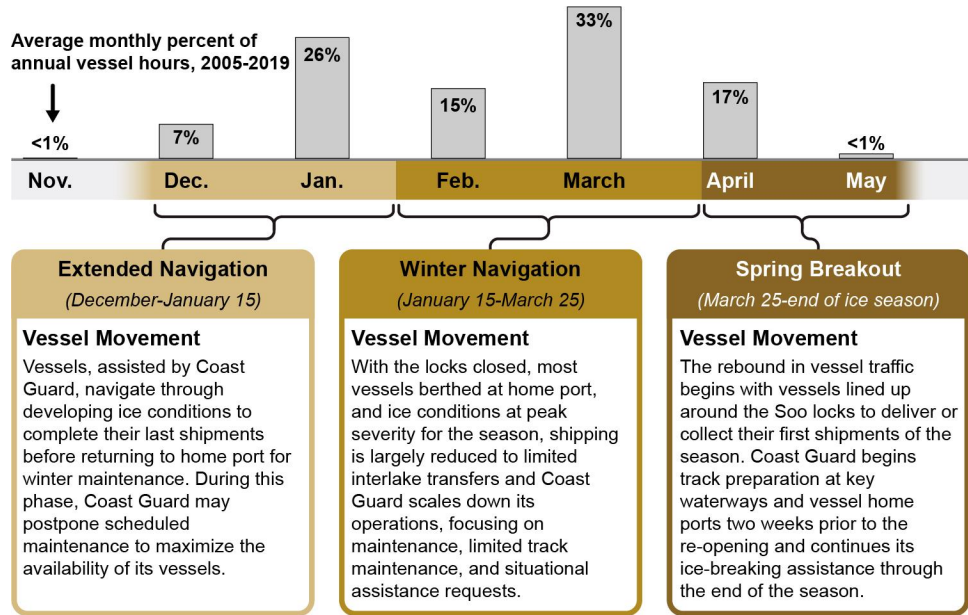 Average monthly percent of
annual vessel hours, 2005-2019
<1%
7%
26%
15%
33%
17%
<1%
Nov.
Dec.
Jan.
Feb.
March
April
May
Extended Navigation
(December-January 15)
Vessel Movement
Vessels, assisted by Coast
Guard, navigate through
developing ice conditions to
complete their last shipments
before returning to home port for
winter maintenance. During this
phase, Coast Guard may
postpone scheduled
maintenance to maximize the
availability of its vessels.
Winter Navigation
(January 15-March 25)
Vessel Movement
With the locks closed, most
vessels berthed at home port,
and ice conditions at peak
severity for the season, shipping
is largely reduced to limited
interlake transfers and Coast
Guard scales down its
operations, focusing on
maintenance, limited track
maintenance, and situational
assistance requests.
Spring Breakout
(March 25-end of ice season)
Vessel Movement
The rebound in vessel traffic
begins with vessels lined up
around the Soo locks to deliver or
collect their first shipments of the
season. Coast Guard begins
track preparation at key
waterways and vessel home
ports two weeks prior to the
re-opening and continues its
ice-breaking assistance through
the end of the season.